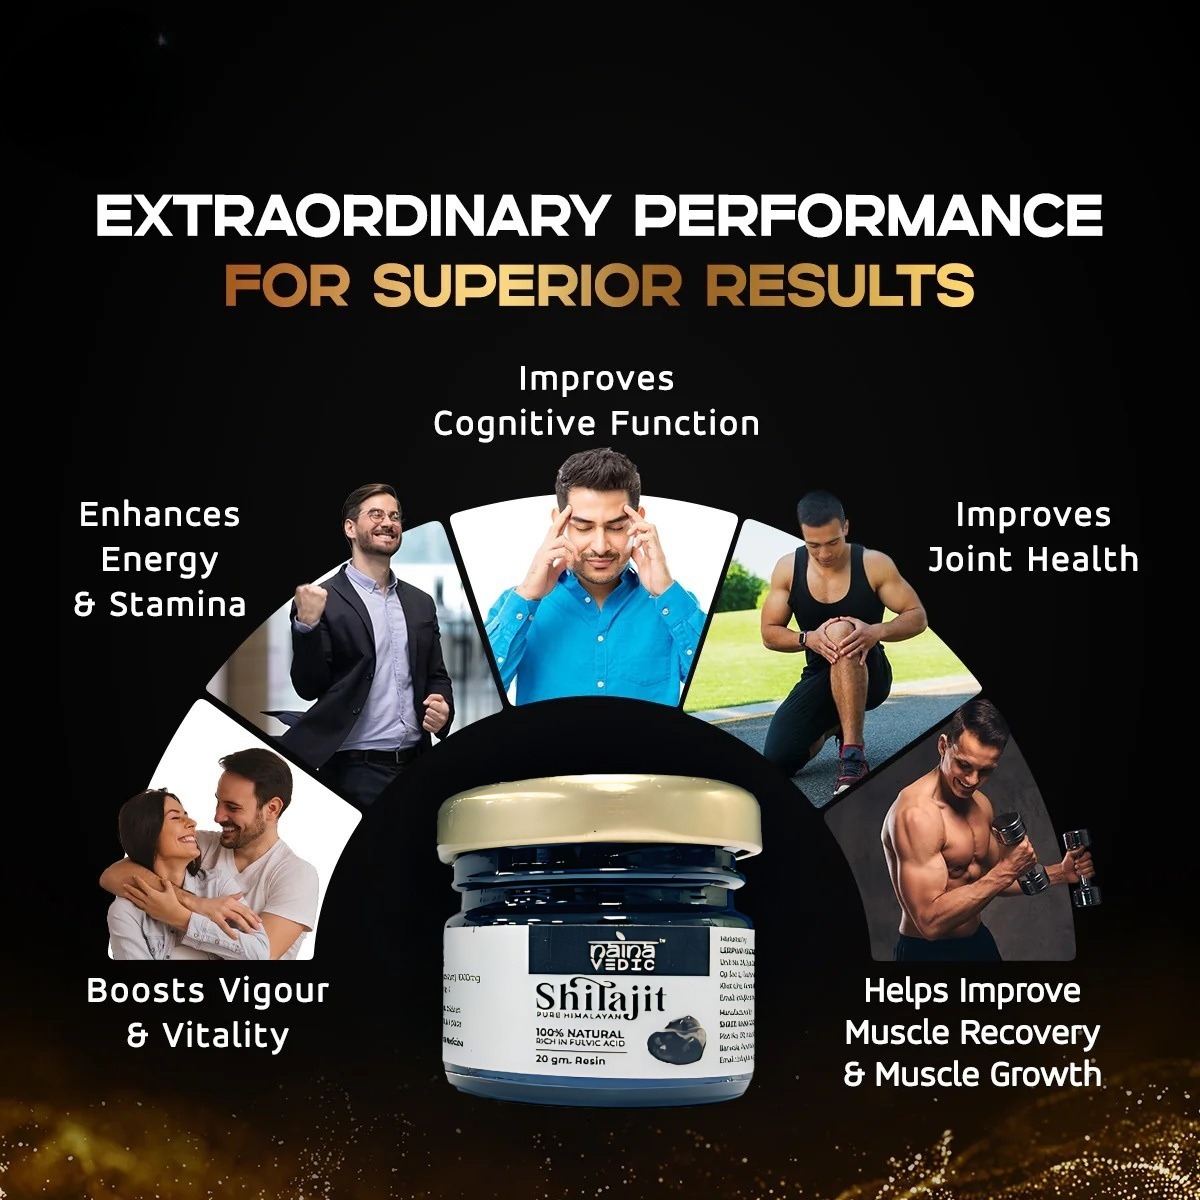 EXTRAORDINARY PERFORMANCE
FOR SUPERIOR RESULTS
Improves
Cognitive Function
Enhances
Energy
& Stamina
Improves
Joint Health
Boosts Vigour
& Vitality
Helps Improve
Muscle Recovery
& Muscle Growth
naina
VEDIC
™
Shilajit
PURE HIMALAYAN
100% NATURAL
RICH IN FULVIC ACID
20 gm. Resin